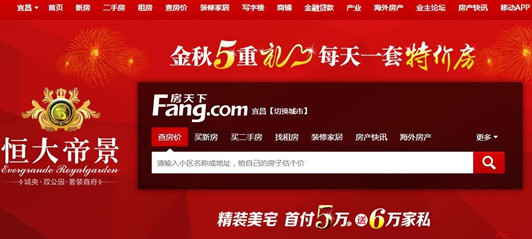 宜昌 首页 新房 二手房 租房 查房价 装修家居 写字楼 商铺 金融贷款 产业 海外房产 业主论坛 房产快讯 移动APP
金秋5重礼 每天一套特价房
房天下
Fang.com 宜昌【切换城市】
查房价 买新房 买二手房 找租房 装修家居 房产快讯 海外房产 更多
请输入小区名称或地址，给自己的房子估个价
恒大帝景
Evergrande Royalgarden
城央·双公园·奢装首府
精装美宅 首付5万。送6万家私